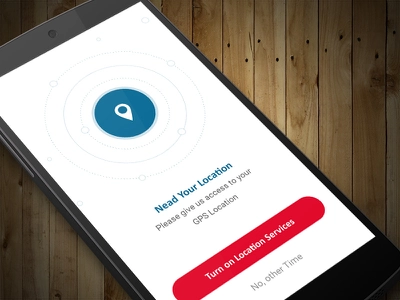 Nead Your Location
Please give us access to your
GPS Location
Turn on Location Services
No, other Time